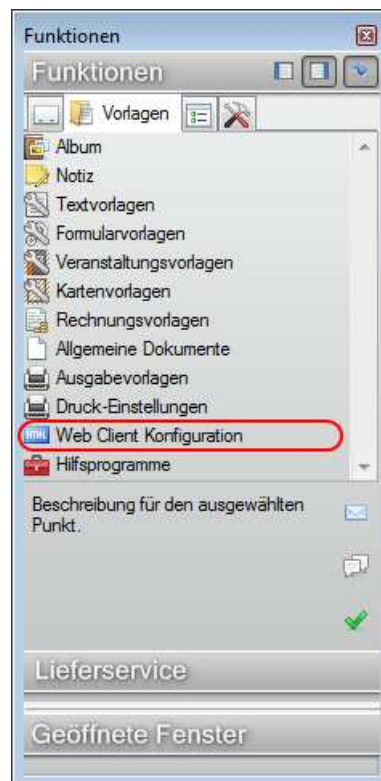 Funktionen
Funktionen
Vorlagen
Album
Notiz
Textvorlagen
Formularvorlagen
Veranstaltungsvorlagen
Kartenvorlagen
Rechnungsvorlagen
Allgemeine Dokumente
Ausgabevorlagen
Druck-Einstellungen
HTML Web Client Konfiguration
Hilfsprogramme
Beschreibung für den ausgewählten
Punkt.
Lieferservice
Geöffnete Fenster